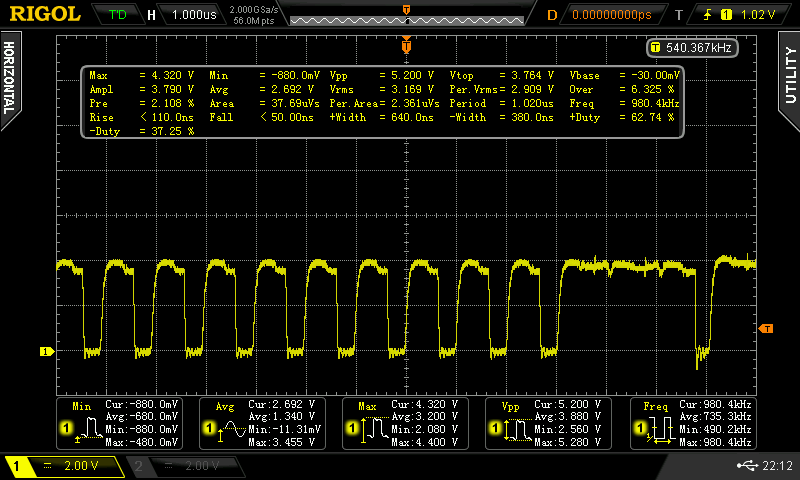 RIGOL T'D H 1.000us 2.000GSa/s 56.0M pts D 0.00000000ps T 1 1.02 V
HORIZONTAL
UTILITY
T 540.367kHz
Max = 4.320 V Min = -880.0mV Vpp = 5.200 V Vtop = 3.764 V Vbase = -30.00mV
Ampl = 3.790 V Avg = 2.692 V Vrms = 3.169 V Per.Vrms= 2.909 V Over = 6.325 %
Pre = 2.108 % Area = 37.69uVs Per.Area= 2.361uVs Period = 1.020us Freq = 980.4kHz
Rise < 110.0ns Fall < 50.00ns +Width = 640.0ns -Width = 380.0ns +Duty = 62.74 %
-Duty = 37.25 %
T
1
T
1 Min Cur:-880.0mV
Avg:-680.0mV
Min:-880.0mV
Max:-480.0mV
1 Avg Cur:2.692 V
Avg:1.340 V
Min:-11.31mV
Max:3.455 V
1 Max Cur:4.320 V
Avg:3.200 V
Min:2.080 V
Max:4.400 V
1 Vpp Cur:5.200 V
Avg:3.880 V
Min:2.560 V
Max:5.280 V
1 Freq Cur:980.4kHz
Avg:735.3kHz
Min:490.2kHz
Max:980.4kHz
1 2.00 V 2 2.00 V 22:12